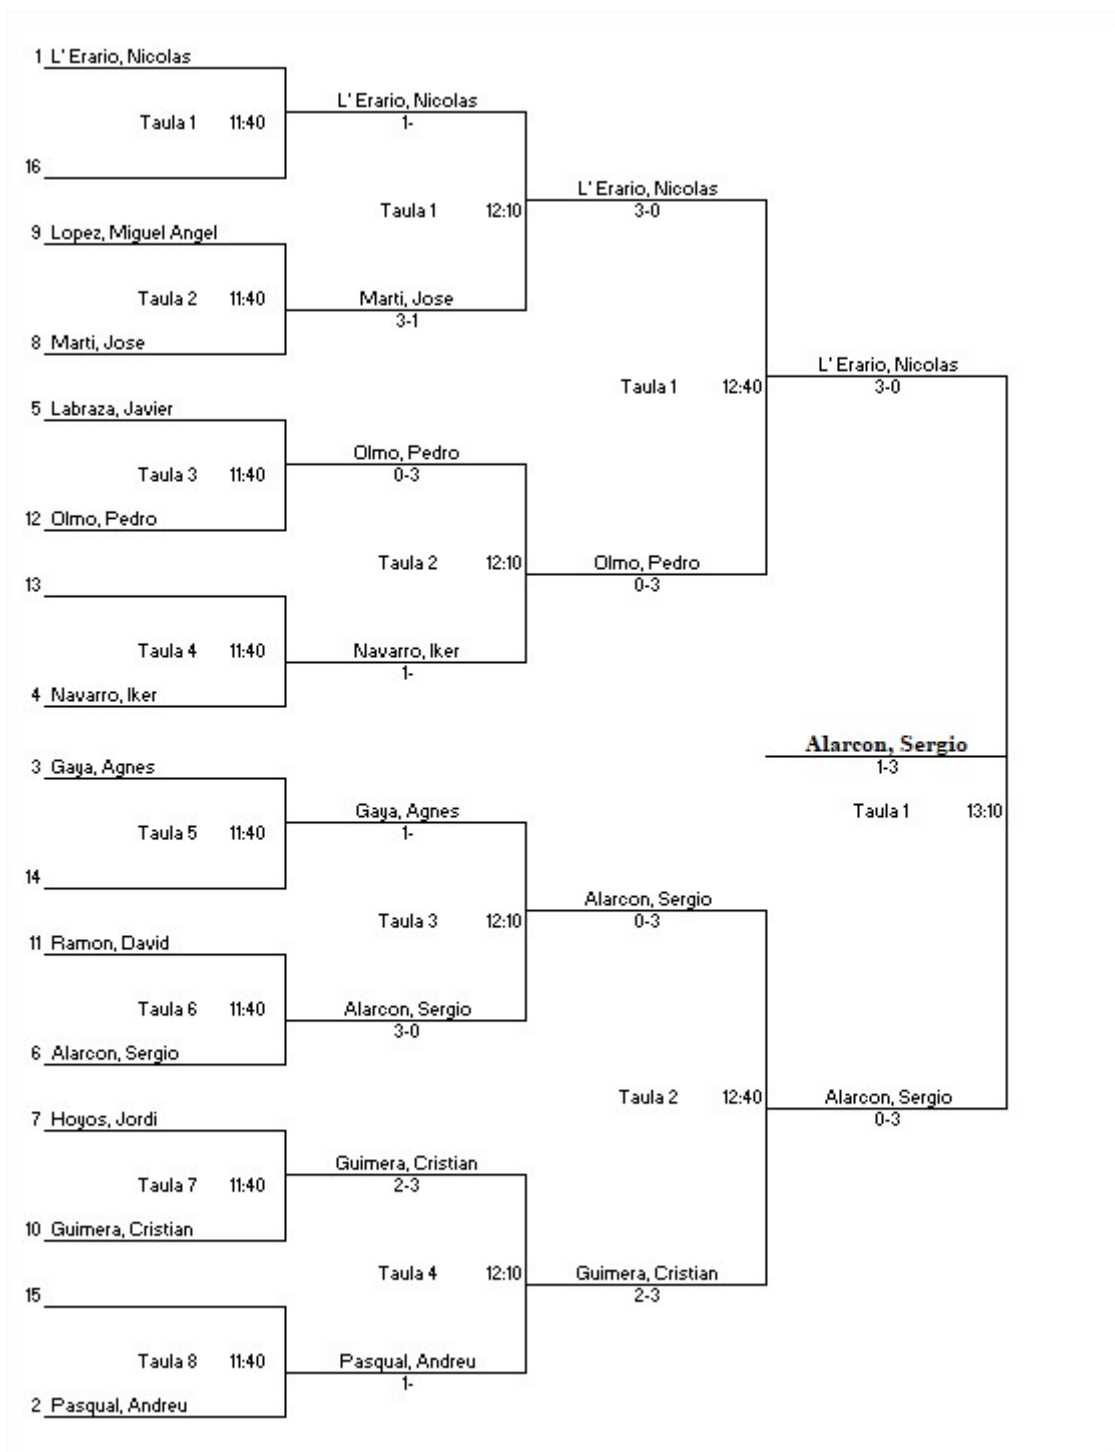 1 L' Erario, Nicolas
L' Erario, Nicolas
Taula 1 11:40
1-
16
L' Erario, Nicolas
Taula 1 12:10
3-0
9 Lopez, Miguel Angel
Taula 2 11:40
Marti, Jose
3-1
8 Marti, Jose
L' Erario, Nicolas
Taula 1 12:40
3-0
5 Labraza, Javier
Olmo, Pedro
Taula 3 11:40
0-3
12 Olmo, Pedro
Taula 2 12:10
Olmo, Pedro
0-3
13
Taula 4 11:40
Navarro, Iker
1-
4 Navarro, Iker
Alarcon, Sergio
1-3
3 Gaya, Agnes
Gaya, Agnes
Taula 1 13:10
Taula 5 11:40
1-
14
Alarcon, Sergio
Taula 3 12:10
0-3
11 Ramon, David
Taula 6 11:40
Alarcon, Sergio
3-0
6 Alarcon, Sergio
Taula 2 12:40
Alarcon, Sergio
0-3
7 Hoyos, Jordi
Guimera, Cristian
Taula 7 11:40
2-3
10 Guimera, Cristian
Taula 4 12:10
Guimera, Cristian
2-3
15
Taula 8 11:40
Pasqual, Andreu
1-
2 Pasqual, Andreu